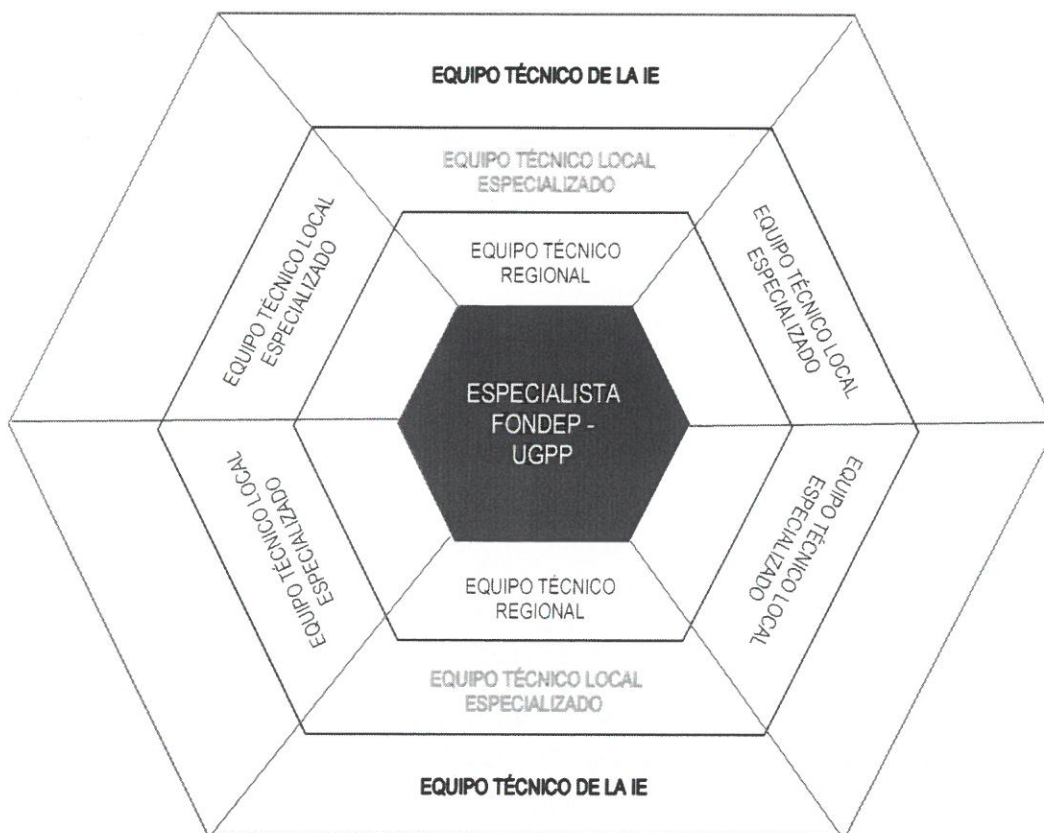 EQUIPO TÉCNICO DE LA IE
EQUIPO TÉCNICO LOCAL
ESPECIALIZADO
EQUIPO TÉCNICO
REGIONAL
EQUIPO TÉCNICO LOCAL
ESPECIALIZADO
EQUIPO TÉCNICO LOCAL
ESPECIALIZADO
ESPECIALISTA
FONDEP -
UGPP
EQUIPO TÉCNICO LOCAL
ESPECIALIZADO
EQUIPO TÉCNICO LOCAL
ESPECIALIZADO
EQUIPO TÉCNICO
REGIONAL
EQUIPO TÉCNICO LOCAL
ESPECIALIZADO
EQUIPO TÉCNICO DE LA IE